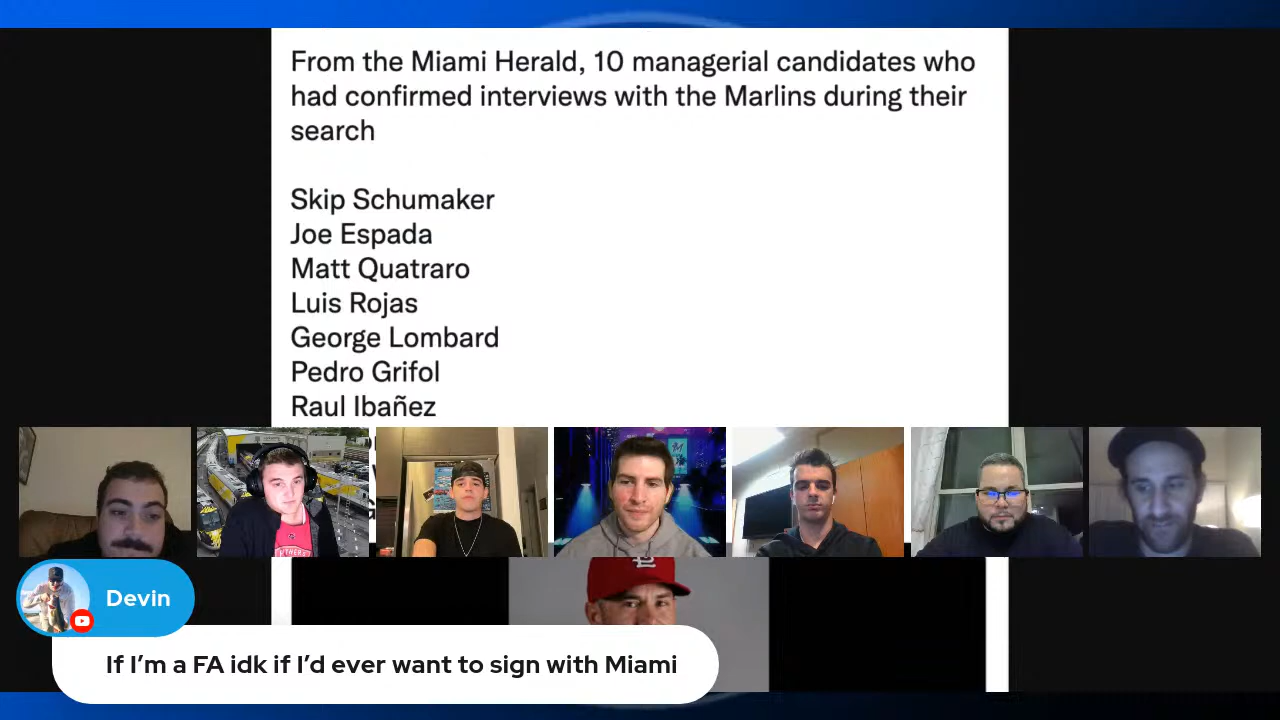 From the Miami Herald, 10 managerial candidates who
had confirmed interviews with the Marlins during their
search
Skip Schumaker
Joe Espada
Matt Quatraro
Luis Rojas
George Lombard
Pedro Grifol
Raul Ibañez
Devin
If I'm a FA idk if I'd ever want to sign with Miami